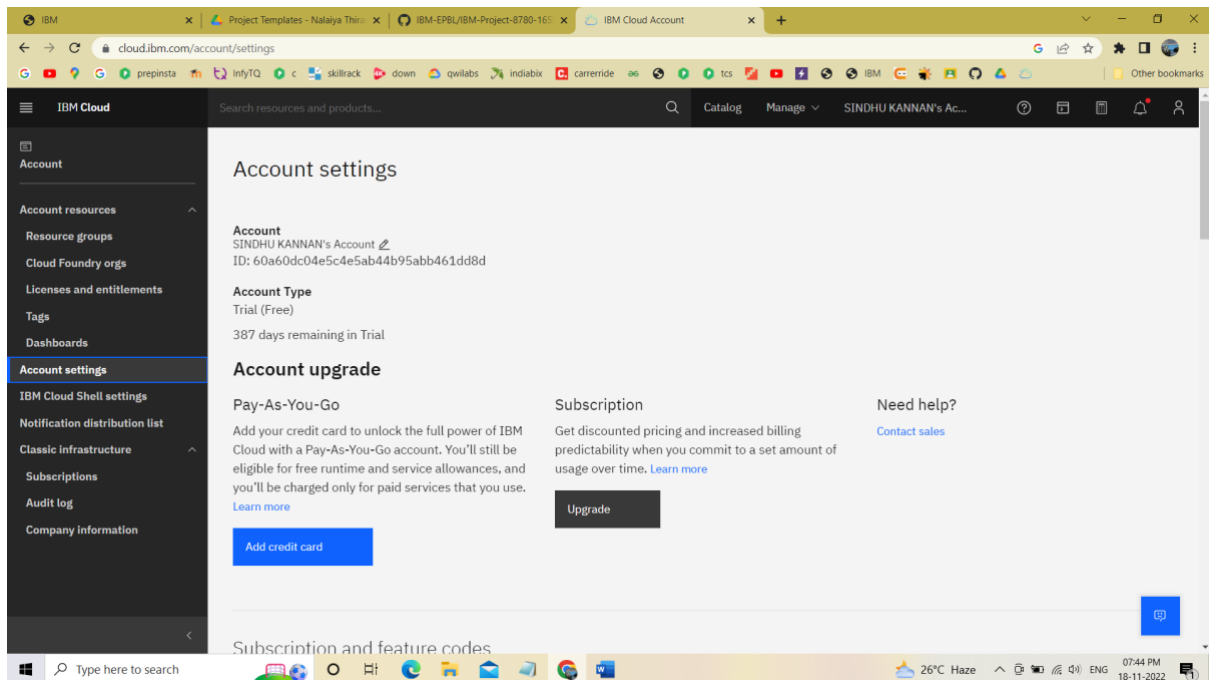 IBM
Project Templates - Nalaiya Thira
IBM-EPBL/IBM-Project-8780-165
IBM Cloud Account
cloud.ibm.com/account/settings
prepinsta
InfyTQ
c
skillrack
down
qwilabs
indiabix
carrerride
tcs
IBM
Other bookmarks
IBM Cloud
Search resources and products...
Catalog
Manage
SINDHU KANNAN's Ac...
Account
Account resources
Resource groups
Cloud Foundry orgs
Licenses and entitlements
Tags
Dashboards
Account settings
IBM Cloud Shell settings
Notification distribution list
Classic infrastructure
Subscriptions
Audit log
Company information
Account settings
Account
SINDHU KANNAN's Account
ID: 60a60dc04e5c4e5ab44b95abb461dd8d
Account Type
Trial (Free)
387 days remaining in Trial
Account upgrade
Pay-As-You-Go
Add your credit card to unlock the full power of IBM
Cloud with a Pay-As-You-Go account. You'll still be
eligible for free runtime and service allowances, and
you'll be charged only for paid services that you use.
Learn more
Add credit card
Subscription
Get discounted pricing and increased billing
predictability when you commit to a set amount of
usage over time. Learn more
Upgrade
Need help?
Contact sales
Subscription and feature codes
Type here to search
26°C Haze
ENG
07:44 PM
18-11-2022